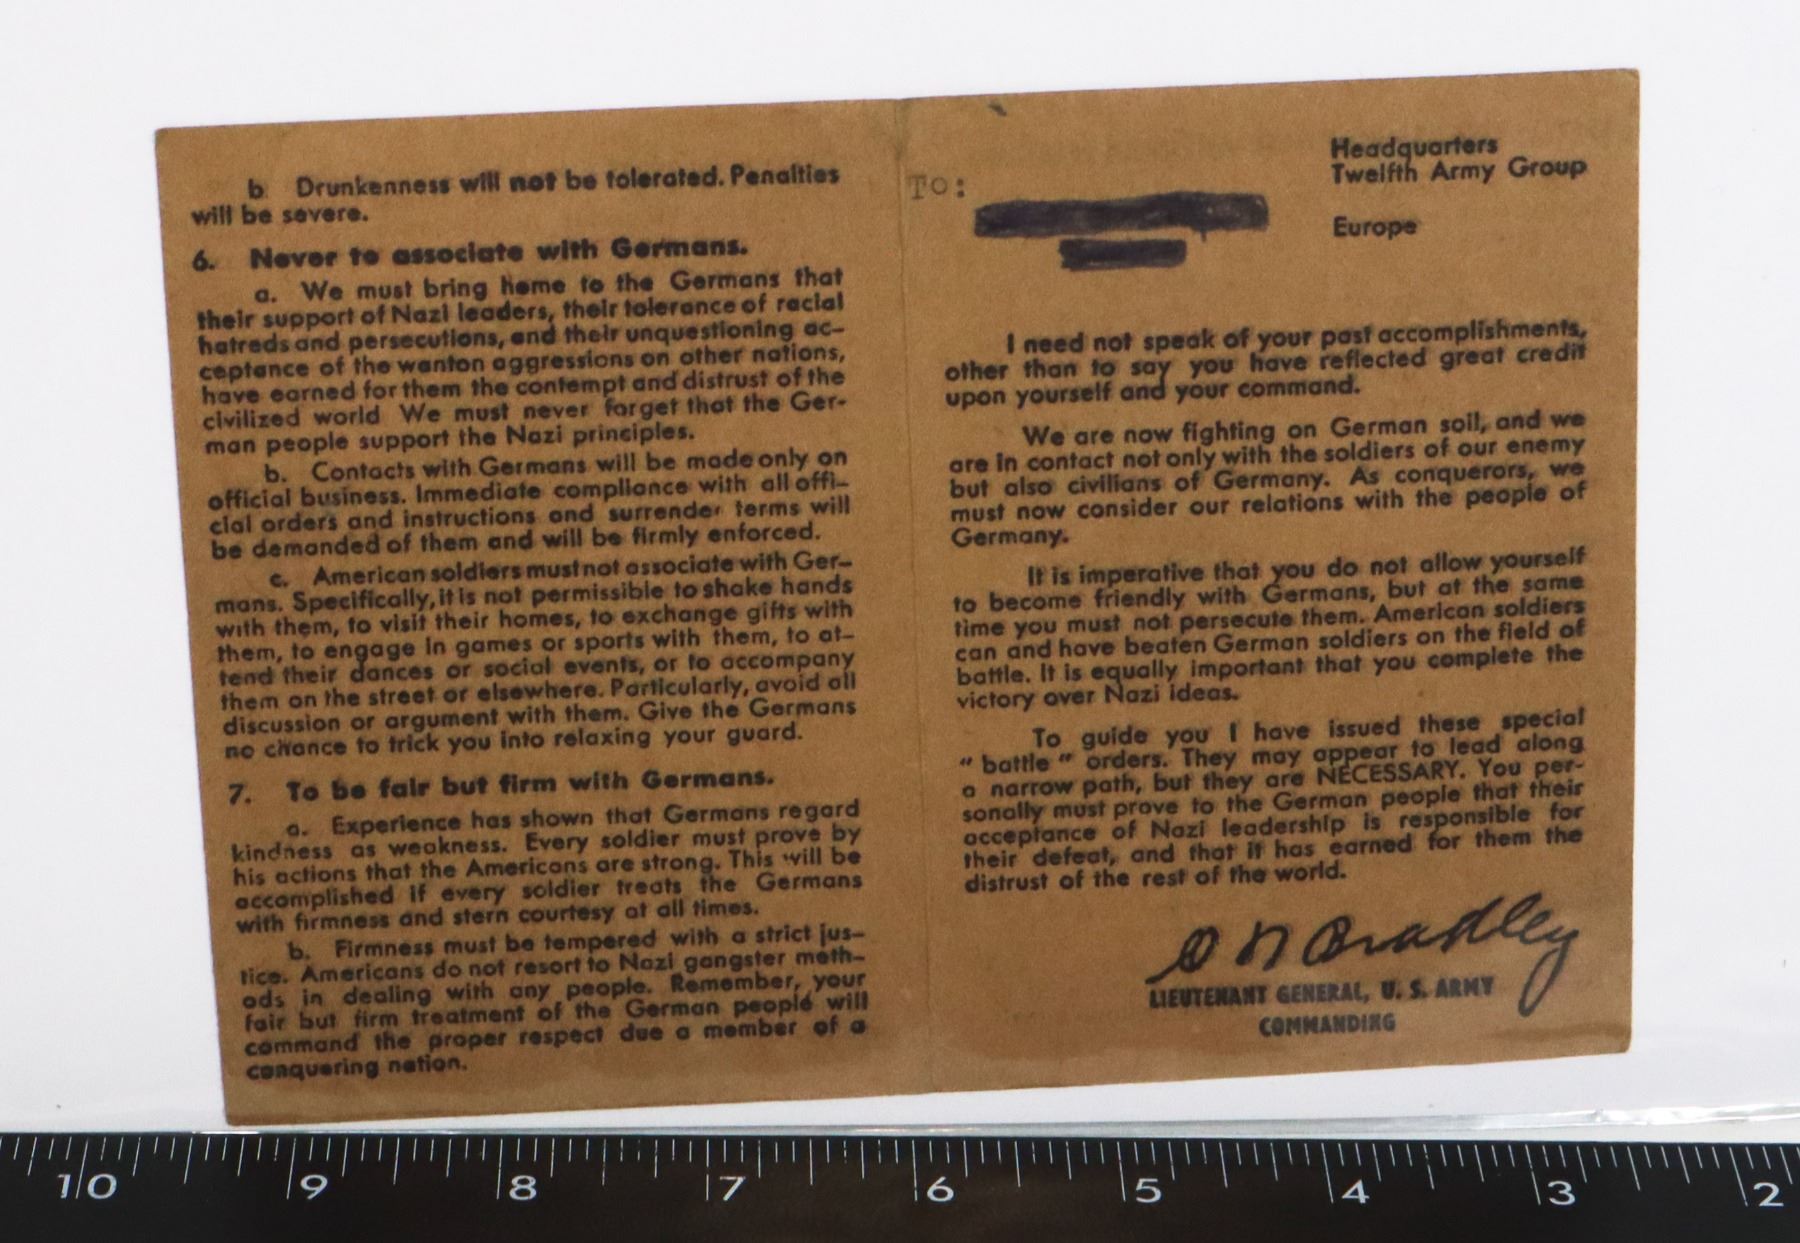 b. Drunkenness will not be tolerated. Penalties
will be severe.
6. Never to associate with Germans.
a. We must bring home to the Germans that
their support of Nazi leaders, their tolerance of racial
hatreds and persecutions, and their unquestioning ac-
ceptance of the wanton aggressions on other nations,
have earned for them the contempt and distrust of the
civilized world We must never forget that the Ger-
man people support the Nazi principles.
b. Contacts with Germans will be made only on
official business. Immediate compliance with all offi-
cial orders and instructions and surrender terms will
be demanded of them and will be firmly enforced.
c. American soldiers must not associate with Ger-
mans. Specifically, it is not permissible to shake hands
with them, to visit their homes, to exchange gifts with
them, to engage in games or sports with them, to at-
tend their dances or social events, or to accompany
them on the street or elsewhere. Particularly, avoid all
discussion or argument with them. Give the Germans
no chance to trick you into relaxing your guard.
7. To be fair but firm with Germans.
a. Experience has shown that Germans regard
kindness as weakness. Every soldier must prove by
his actions that the Americans are strong. This will be
accomplished if every soldier treats the Germans
with firmness and stern courtesy at all times.
b. Firmness must be tempered with a strict jus-
tice. Americans do not resort to Nazi gangster meth-
ods in dealing with any people. Remember, your
fair but firm treatment of the German people will
command the proper respect due a member of a
conquering nation.
To:
Headquarters
Twelfth Army Group
Europe
I need not speak of your past accomplishments,
other than to say you have reflected great credit
upon yourself and your command.
We are now fighting on German soil, and we
are in contact not only with the soldiers of our enemy
but also civilians of Germany. As conquerors, we
must now consider our relations with the people of
Germany.
It is imperative that you do not allow yourself
to become friendly with Germans, but at the same
time you must not persecute them. American soldiers
can and have beaten German soldiers on the field of
battle. It is equally important that you complete the
victory over Nazi ideas.
To guide you I have issued these special
" battle " orders. They may appear to lead along
a narrow path, but they are NECESSARY. You per-
sonally must prove to the German people that their
acceptance of Nazi leadership is responsible for
their defeat, and that it has earned for them the
distrust of the rest of the world.
O N Bradley
LIEUTENANT GENERAL, U. S. ARMY
COMMANDING
10 9 8 7 6 5 4 3 2